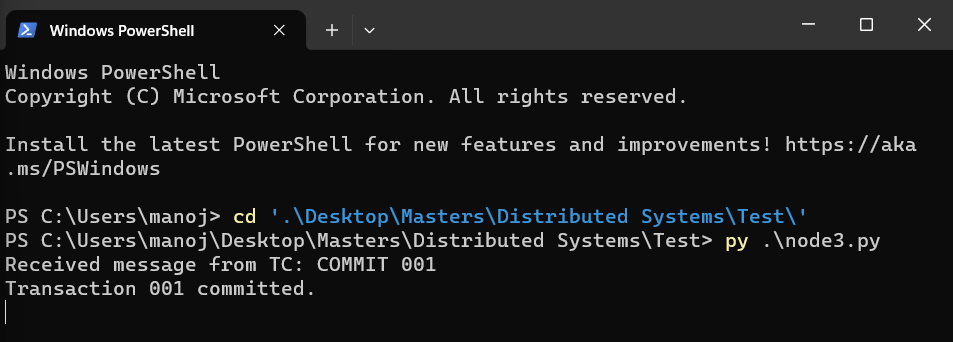 Windows PowerShell
Windows PowerShell
Copyright (C) Microsoft Corporation. All rights reserved.
Install the latest PowerShell for new features and improvements! https://aka
.ms/PSWindows
PS C:\Users\manoj> cd '.\Desktop\Masters\Distributed Systems\Test\'
PS C:\Users\manoj\Desktop\Masters\Distributed Systems\Test> py .\node3.py
Received message from TC: COMMIT 001
Transaction 001 committed.